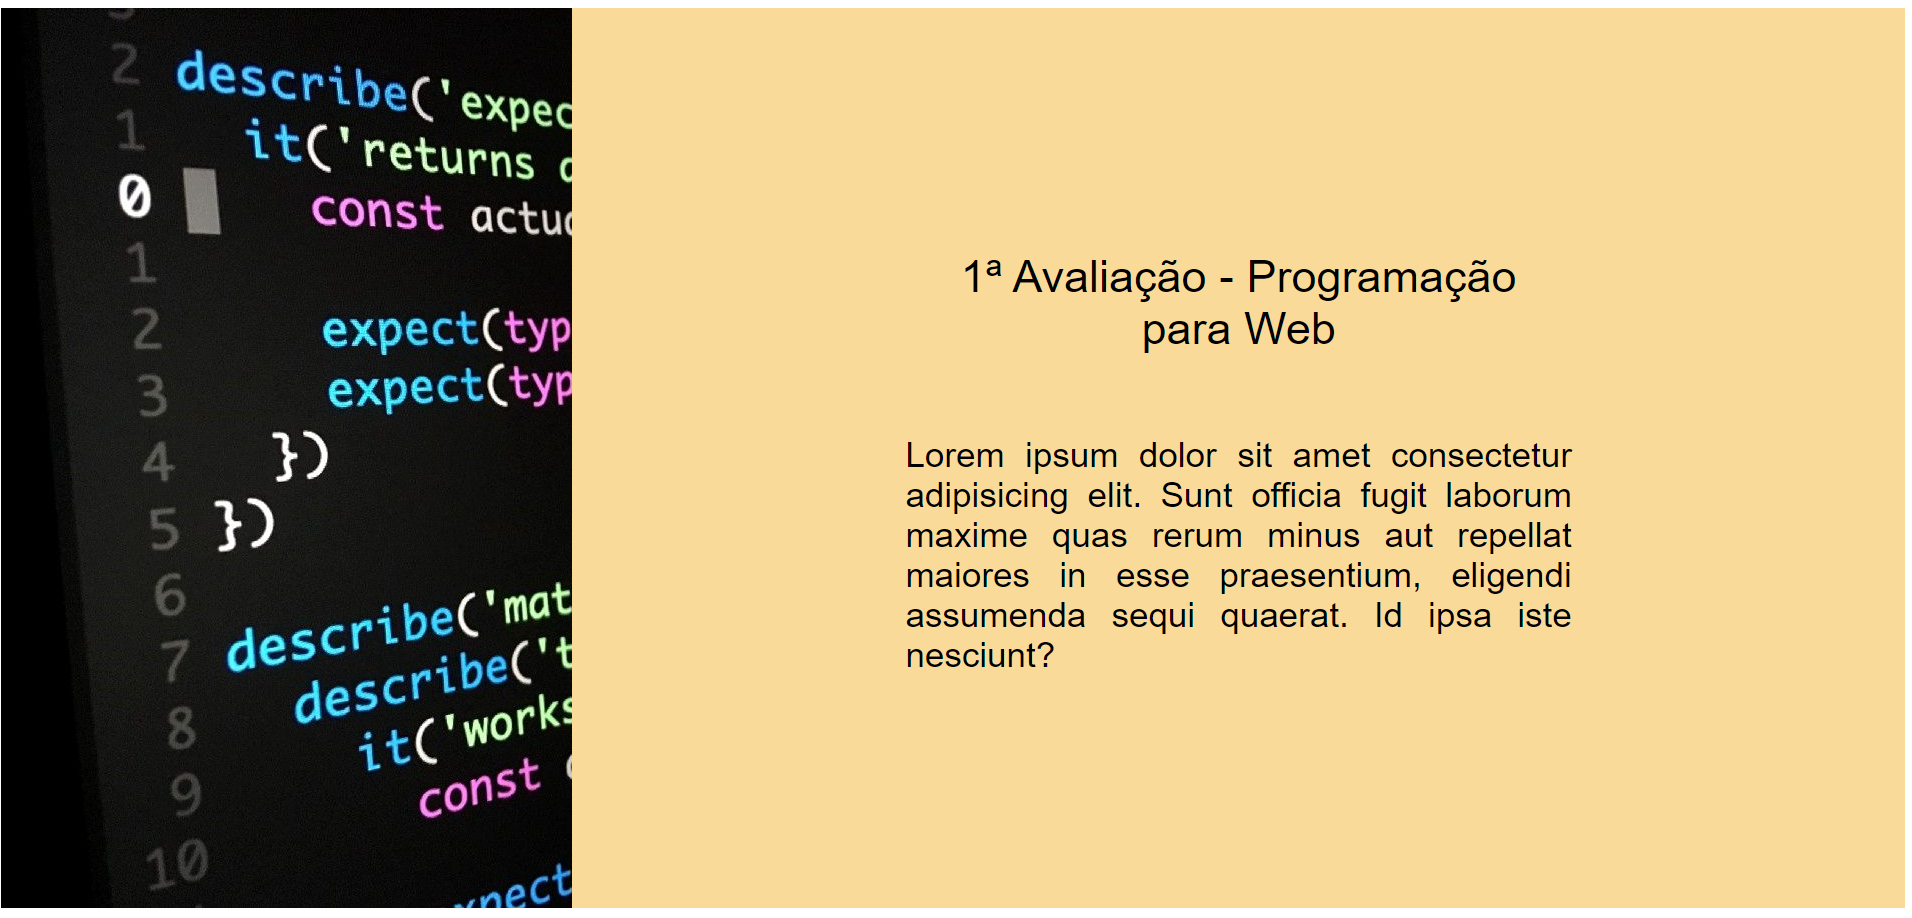 2 describe('expec
1 it('returns
0 const actu
1
2 expect(typ
3 expect(typ
4 })
5 })
6
7 describe('mat
8 describe('t
9 it('works
10 const
expect
1ª Avaliação - Programação
para Web
Lorem ipsum dolor sit amet consectetur
adipisicing elit. Sunt officia fugit laborum
maxime quas rerum minus aut repellat
maiores in esse praesentium, eligendi
assumenda sequi quaerat. Id ipsa iste
nesciunt?